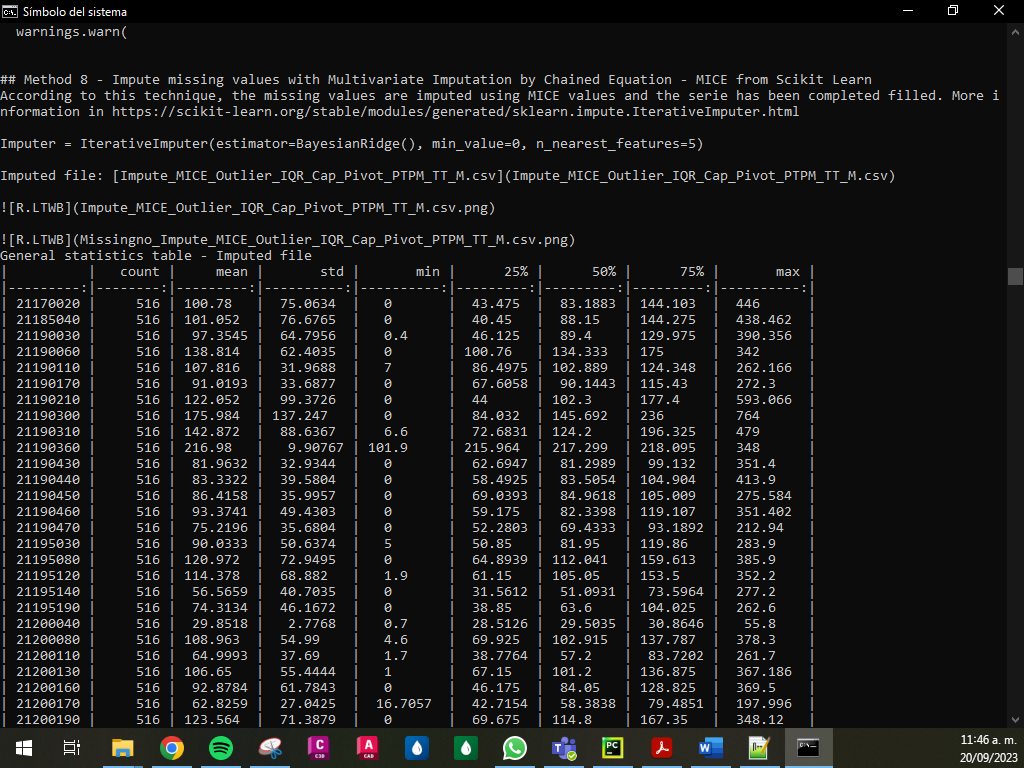 Símbolo del sistema
warnings.warn(
## Method 8 - Impute missing values with Multivariate Imputation by Chained Equation - MICE from Scikit Learn
According to this technique, the missing values are imputed using MICE values and the serie has been completed filled. More i
nformation in https://scikit-learn.org/stable/modules/generated/sklearn.impute.IterativeImputer.html
Imputer = IterativeImputer(estimator=BayesianRidge(), min_value=0, n_nearest_features=5)
Imputed file: [Impute_MICE_Outlier_IQR_Cap_Pivot_PTPM_TT_M.csv](Impute_MICE_Outlier_IQR_Cap_Pivot_PTPM_TT_M.csv)
![R.LTWB](Impute_MICE_Outlier_IQR_Cap_Pivot_PTPM_TT_M.csv.png)
![R.LTWB](Missingno_Impute_MICE_Outlier_IQR_Cap_Pivot_PTPM_TT_M.csv.png)
General statistics table - Imputed file
|          |   count |    mean |       std |      min |      25% |      50% |      75% |      max |
|---------:|--------:|---------:|----------:|----------:|---------:|---------:|---------:|----------:|
| 21170020 | 516 | 100.78 | 75.0634 | 0 | 43.475 | 83.1883 | 144.103 | 446 |
| 21185040 | 516 | 101.052 | 76.6765 | 0 | 40.45 | 88.15 | 144.275 | 438.462 |
| 21190030 | 516 | 97.3545 | 64.7956 | 0.4 | 46.125 | 89.4 | 129.975 | 390.356 |
| 21190060 | 516 | 138.814 | 62.4035 | 0 | 100.76 | 134.333 | 175 | 342 |
| 21190110 | 516 | 107.816 | 31.9688 | 7 | 86.4975 | 102.889 | 124.348 | 262.166 |
| 21190170 | 516 | 91.0193 | 33.6877 | 0 | 67.6058 | 90.1443 | 115.43 | 272.3 |
| 21190210 | 516 | 122.052 | 99.3726 | 0 | 44 | 102.3 | 177.4 | 593.066 |
| 21190300 | 516 | 175.984 | 137.247 | 0 | 84.032 | 145.692 | 236 | 764 |
| 21190310 | 516 | 142.872 | 88.6367 | 6.6 | 72.6831 | 124.2 | 196.325 | 479 |
| 21190360 | 516 | 216.98 | 9.90767 | 101.9 | 215.964 | 217.299 | 218.095 | 348 |
| 21190430 | 516 | 81.9632 | 32.9344 | 0 | 62.6947 | 81.2989 | 99.132 | 351.4 |
| 21190440 | 516 | 83.3322 | 39.5804 | 0 | 58.4925 | 83.5054 | 104.904 | 413.9 |
| 21190450 | 516 | 86.4158 | 35.9957 | 0 | 69.0393 | 84.9618 | 105.009 | 275.584 |
| 21190460 | 516 | 93.3741 | 49.4303 | 0 | 59.175 | 82.3398 | 119.107 | 351.402 |
| 21190470 | 516 | 75.2196 | 35.6804 | 0 | 52.2803 | 69.4333 | 93.1892 | 212.94 |
| 21195030 | 516 | 90.0333 | 50.6374 | 5 | 50.85 | 81.95 | 119.86 | 283.9 |
| 21195080 | 516 | 120.972 | 72.9495 | 0 | 64.8939 | 112.041 | 159.613 | 385.9 |
| 21195120 | 516 | 114.378 | 68.882 | 1.9 | 61.15 | 105.05 | 153.5 | 352.2 |
| 21195140 | 516 | 56.5659 | 40.7035 | 0 | 31.5612 | 51.0931 | 73.5964 | 277.2 |
| 21195190 | 516 | 74.3134 | 46.1672 | 0 | 38.85 | 63.6 | 104.025 | 262.6 |
| 21200040 | 516 | 29.8518 | 2.7768 | 0.7 | 28.5126 | 29.5035 | 30.8646 | 55.8 |
| 21200080 | 516 | 108.963 | 54.99 | 4.6 | 69.925 | 102.915 | 137.787 | 378.3 |
| 21200110 | 516 | 64.9993 | 37.69 | 1.7 | 38.7764 | 57.2 | 83.7202 | 261.7 |
| 21200130 | 516 | 106.65 | 55.4444 | 1 | 67.15 | 101.2 | 136.875 | 367.186 |
| 21200160 | 516 | 92.8784 | 61.7843 | 0 | 46.175 | 84.05 | 128.825 | 369.5 |
| 21200170 | 516 | 62.8259 | 27.0425 | 16.7057 | 42.7154 | 58.3838 | 79.4851 | 197.996 |
| 21200190 | 516 | 123.564 | 71.3879 | 0 | 69.675 | 114.8 | 167.35 | 348.12 |
11:46 a. m.
20/09/2023